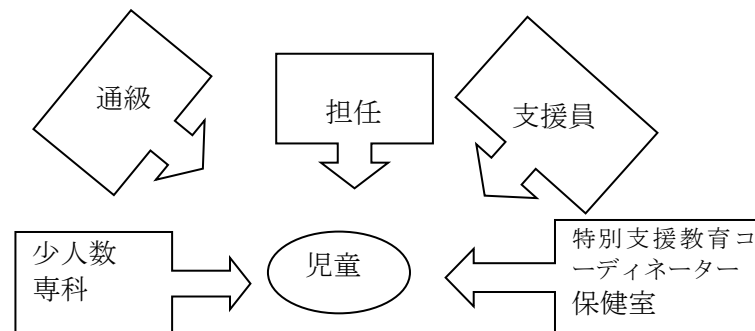 通級
担任
支援員
少人数
専科
児童
特別支援教育コ
ーディネーター
保健室